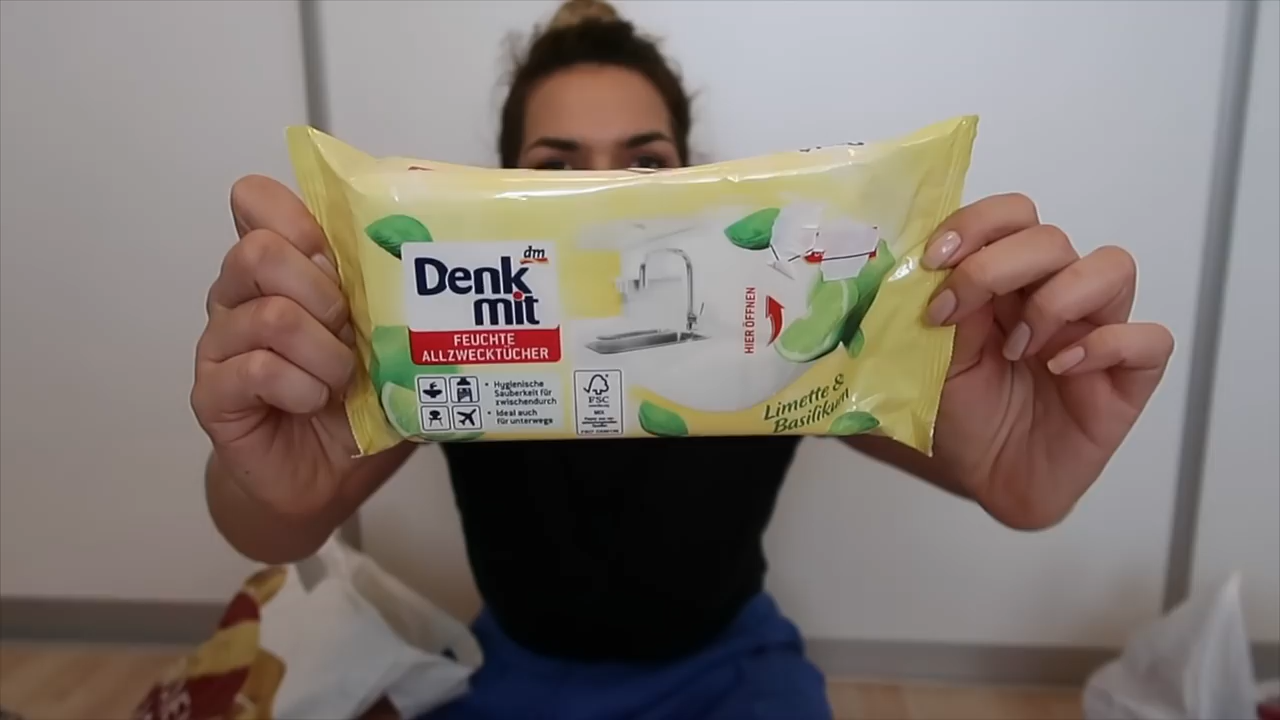 dm
Denk
mit
FEUCHTE
ALLZWECKTÜCHER
• Hygienische
Sauberkeit für
zwischendurch
• Ideal auch
für unterwegs
FSC
MIX
HIER ÖFFNEN
Limette &
Basilikum